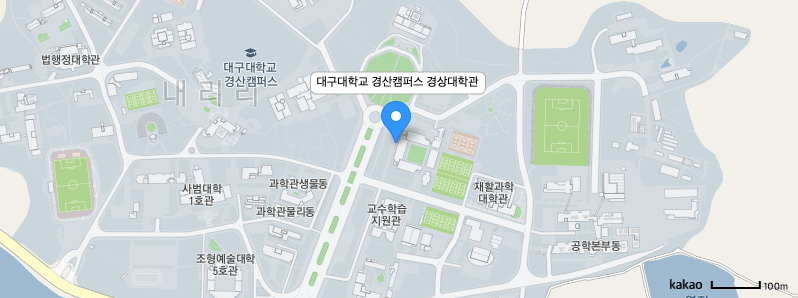 법행정대학관
대구대학교
경산캠퍼스
내리리
대구대학교 경산캠퍼스 경상대학관
사범대학
1호관
과학관생물동
과학관물리동
교수학습
지원관
재활과학
대학관
조형예술대학
5호관
공학본부동
kakao
100m